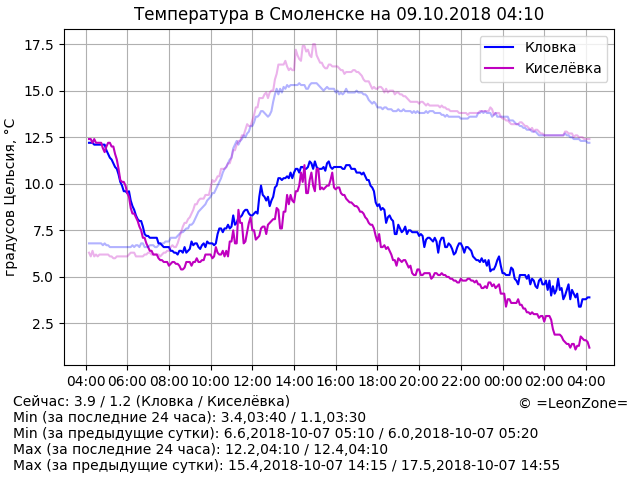 Температура в Смоленске на 09.10.2018 04:10
17.5
15.0
12.5
10.0
7.5
5.0
2.5
градусов Цельсия, °C
Кловка
Киселёвка
04:00 06:00 08:00 10:00 12:00 14:00 16:00 18:00 20:00 22:00 00:00 02:00 04:00
Сейчас: 3.9 / 1.2 (Кловка / Киселёвка)
© =LeonZone=
Min (за последние 24 часа): 3.4,03:40 / 1.1,03:30
Min (за предыдущие сутки): 6.6,2018-10-07 05:10 / 6.0,2018-10-07 05:20
Max (за последние 24 часа): 12.2,04:10 / 12.4,04:10
Max (за предыдущие сутки): 15.4,2018-10-07 14:15 / 17.5,2018-10-07 14:55